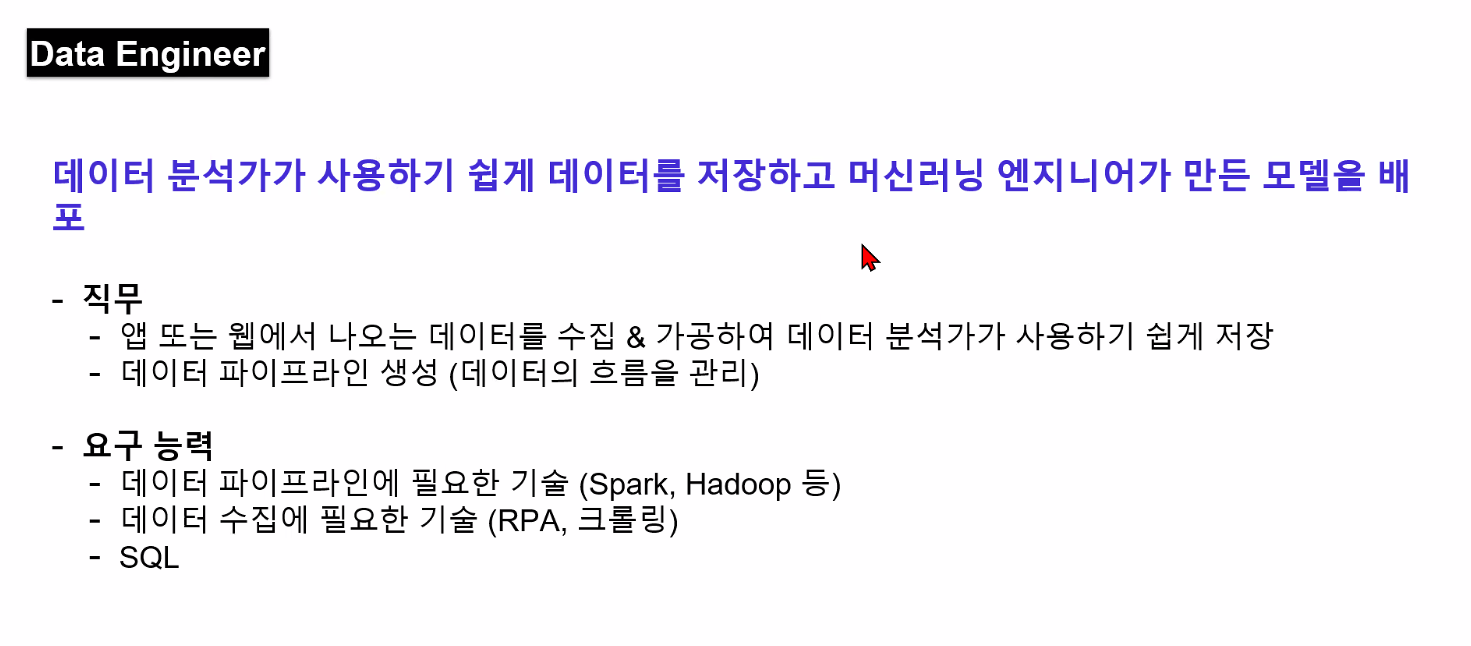 Data Engineer
데이터 분석가가 사용하기 쉽게 데이터를 저장하고 머신러닝 엔지니어가 만든 모델을 배
포
- 직무
- 앱 또는 웹에서 나오는 데이터를 수집 & 가공하여 데이터 분석가가 사용하기 쉽게 저장
- 데이터 파이프라인 생성 (데이터의 흐름을 관리)
- 요구 능력
- 데이터 파이프라인에 필요한 기술 (Spark, Hadoop 등)
- 데이터 수집에 필요한 기술 (RPA, 크롤링)
- SQL